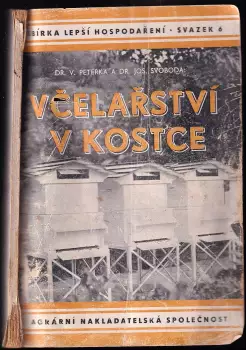 SBÍRKA LEPŠÍ HOSPODAŘENÍ · SVAZEK 6
DR. V. PETERKA A DR. JOS. SVOBODA:
VČELAŘSTVÍ
V KOSTCE
AGRÁRNÍ NAKLADATELSKÁ SPOLEČNOST